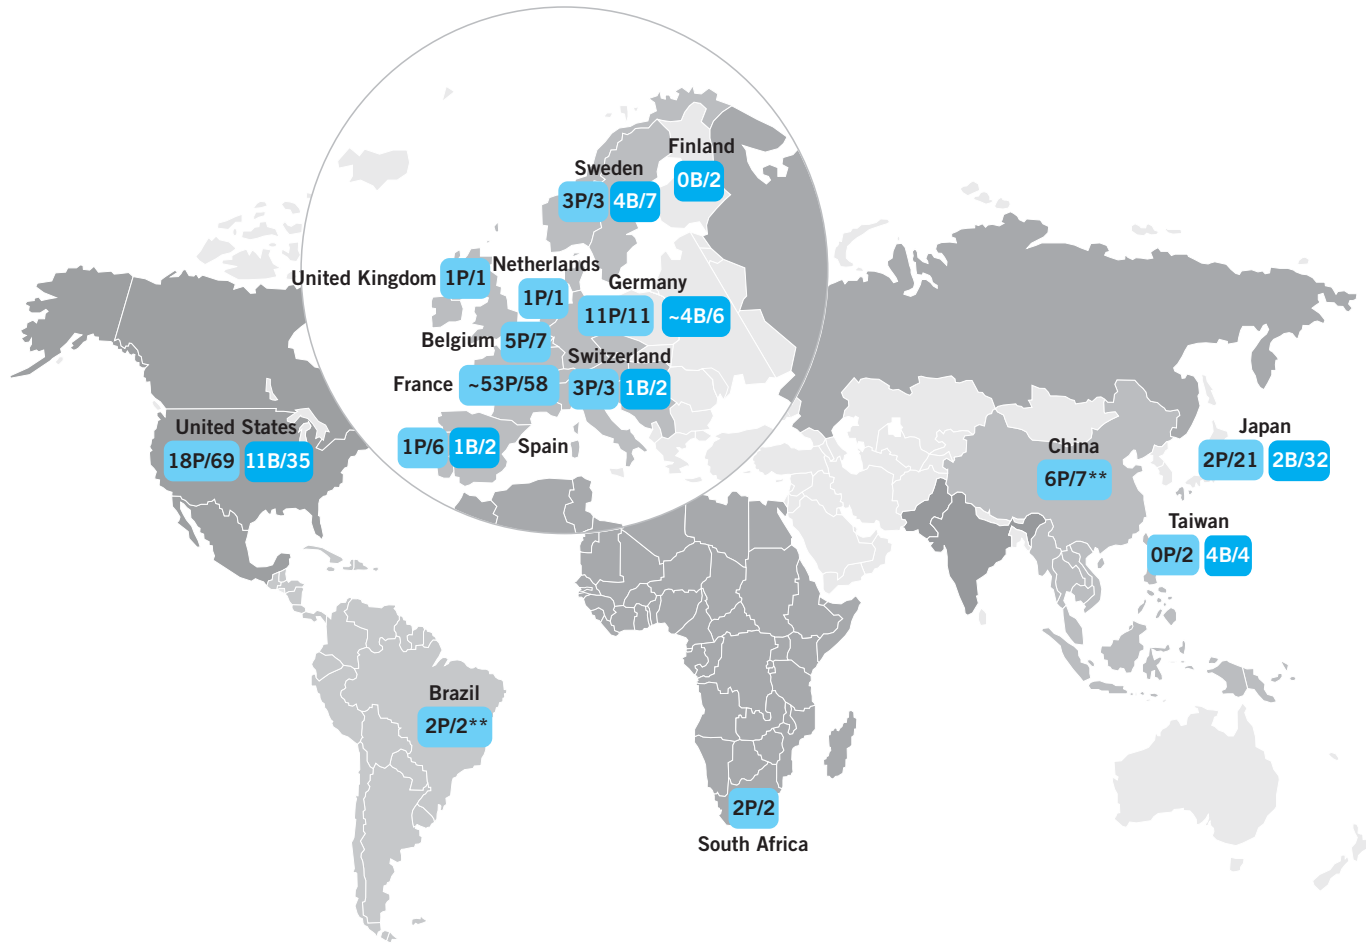 Finland
0B/2
Sweden
3P/3 4B/7
United Kingdom 1P/1
Netherlands
1P/1
Germany
11P/11 ~4B/6
Belgium 5P/7
Switzerland
3P/3 1B/2
France ~53P/58
1P/6 1B/2 Spain
United States
18P/69 11B/35
China
6P/7**
Japan
2P/21 2B/32
Taiwan
0P/2 4B/4
Brazil
2P/2**
2P/2
South Africa